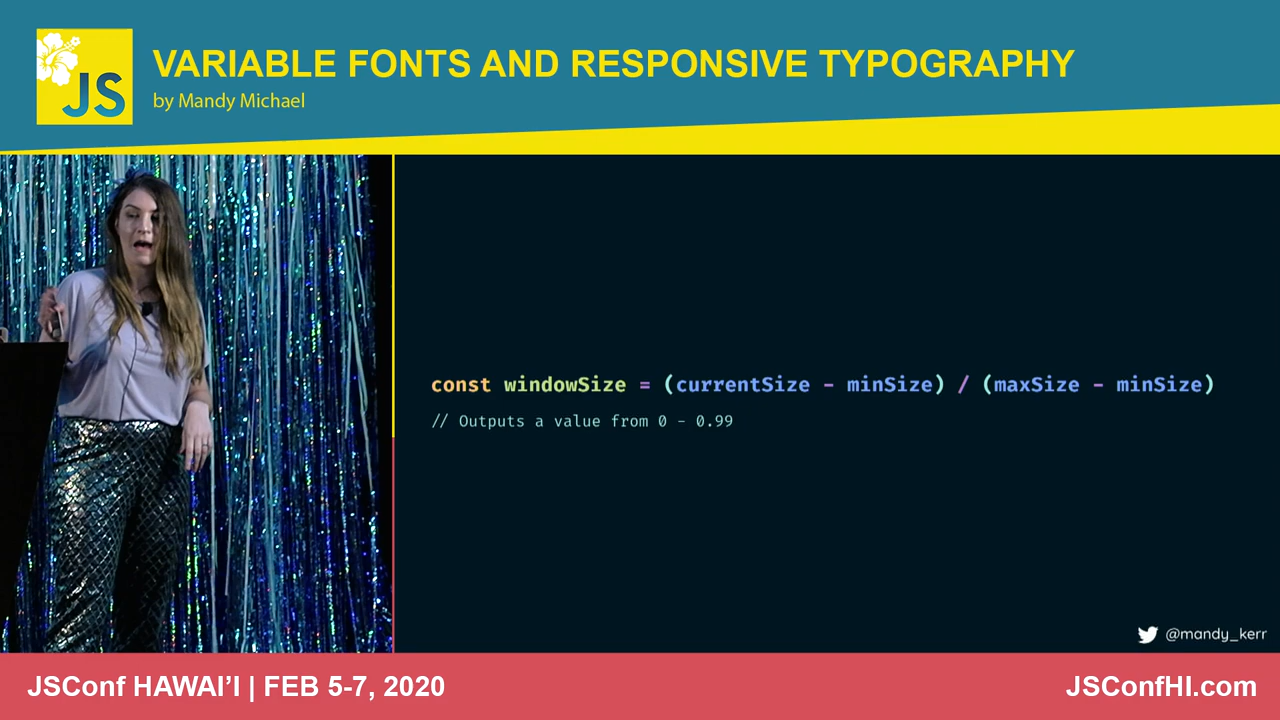 JS
VARIABLE FONTS AND RESPONSIVE TYPOGRAPHY
by Mandy Michael
const windowSize = (currentSize - minSize) / (maxSize - minSize)
// Outputs a value from 0 - 0.99
@mandy_kerr
JSConf HAWAI’I | FEB 5-7, 2020
JSConfHI.com